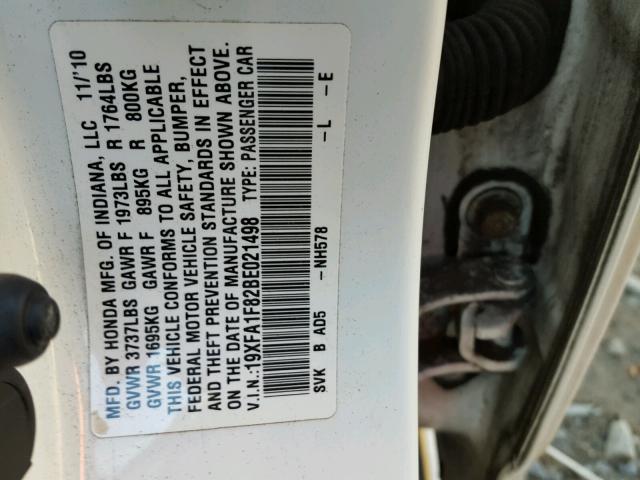 MFD. BY HONDA MFG. OF INDIANA, LLC 11/'10
GVWR 3737LBS GAWR F 1973LBS R 1764LBS
GVWR 1695KG GAWR F 895KG R 800KG
THIS VEHICLE CONFORMS TO ALL APPLICABLE
FEDERAL MOTOR VEHICLE SAFETY, BUMPER,
AND THEFT PREVENTION STANDARDS IN EFFECT
ON THE DATE OF MANUFACTURE SHOWN ABOVE.
V.I.N.:19XFA1F82BE021498 TYPE: PASSENGER CAR
SVK B AD5 -NH578 -L -E